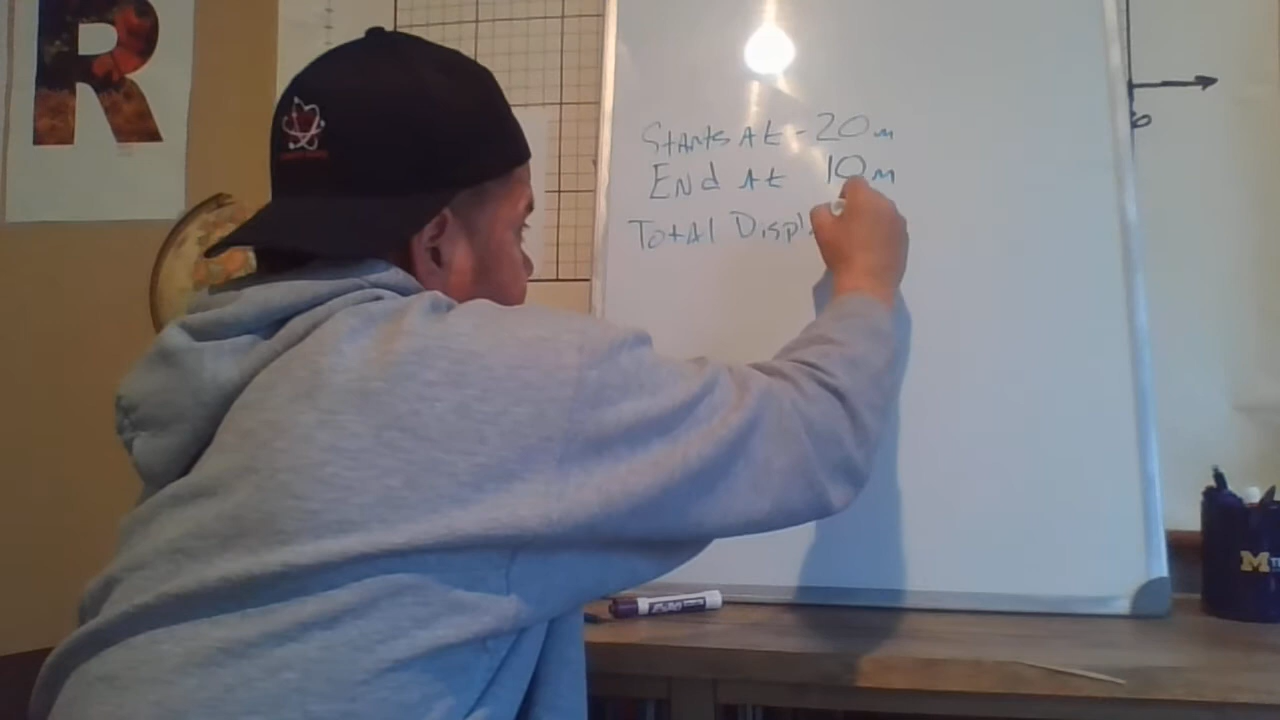 R
Starts At -20m
End At 10m
Total Displ
M